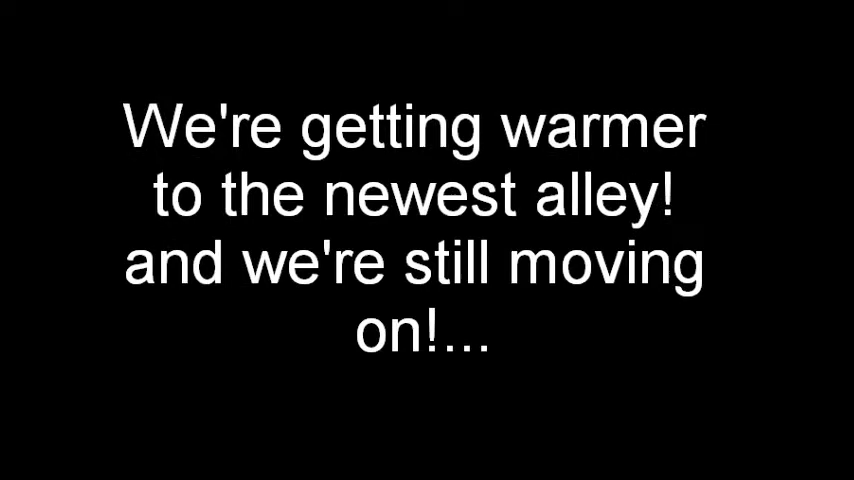 We're getting warmer
to the newest alley!
and we're still moving
on!...